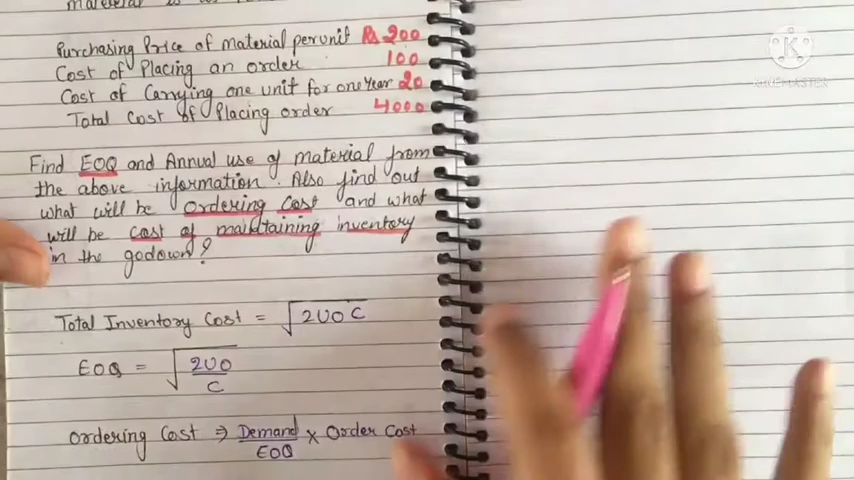 Purchasing Price of material per unit Rs 200
Cost of Placing an order 100
Cost of Carrying one unit for one Year 20
Total Cost of Placing order 4000
Find EOQ and Annual use of material from
the above information. Also find out
what will be ordering cost and what
will be cost of maintaining inventory
in the godown?
Total Inventory Cost = √2UOC
EOQ = √2UO/C
Ordering Cost ⇒ Demand/EOQ × Order Cost
K
KINEMASTER